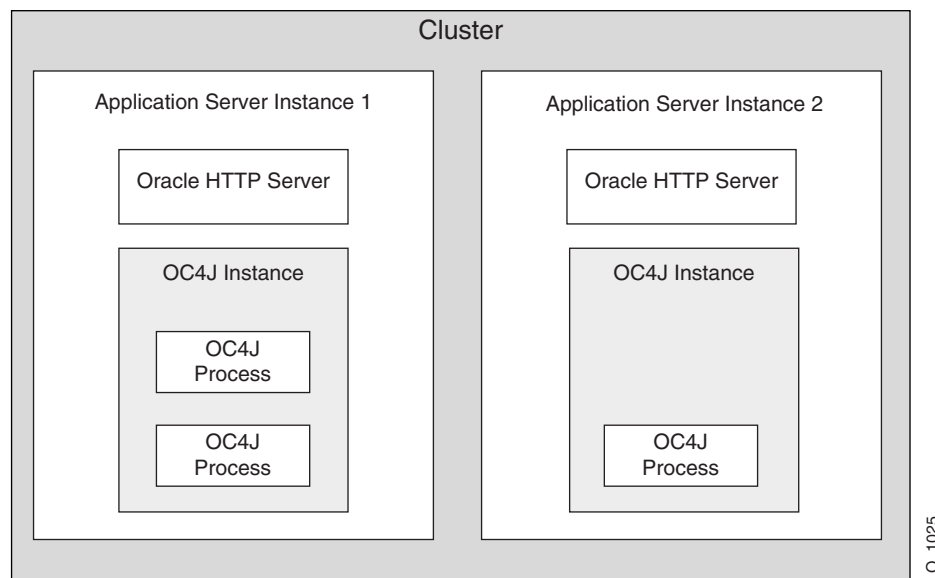 Cluster
Application Server Instance 1
Oracle HTTP Server
OC4J Instance
OC4J
Process
OC4J
Process
Application Server Instance 2
Oracle HTTP Server
OC4J Instance
OC4J
Process
O_1025